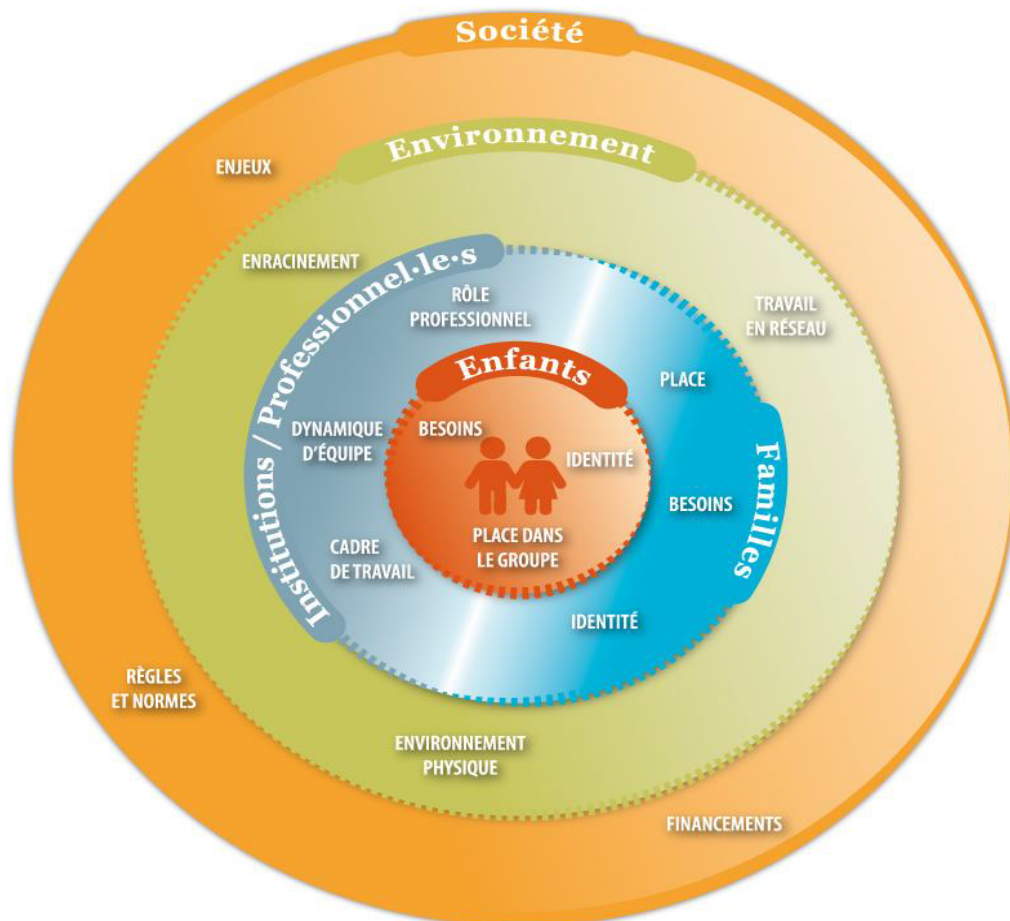 Société
ENJEUX
Environnement
ENRACINEMENT
TRAVAIL
EN RÉSEAU
RÈGLES
ET NORMES
ENVIRONNEMENT
PHYSIQUE
FINANCEMENTS
Institutions / Professionnel·le·s
RÔLE
PROFESSIONNEL
DYNAMIQUE
D'ÉQUIPE
CADRE
DE TRAVAIL
Familles
PLACE
BESOINS
IDENTITÉ
Enfants
BESOINS
IDENTITÉ
PLACE DANS
LE GROUPE